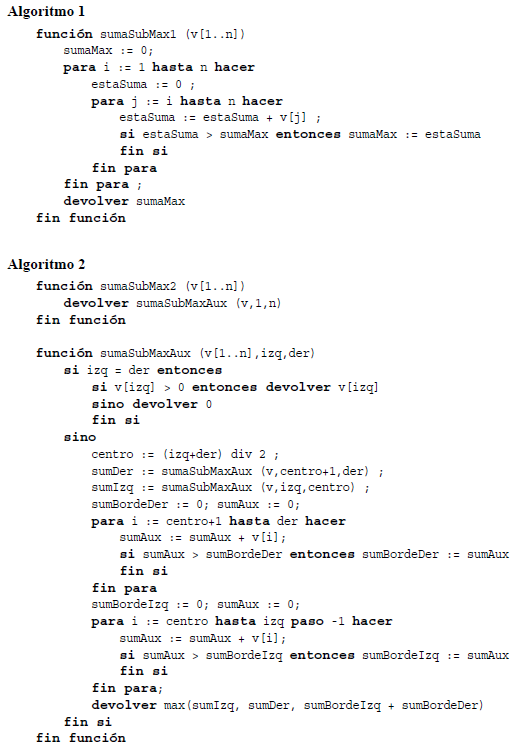 Algoritmo 1
función sumaSubMax1 (v[1..n])
sumaMax := 0;
para i := 1 hasta n hacer
estaSuma := 0 ;
para j := i hasta n hacer
estaSuma := estaSuma + v[j] ;
si estaSuma > sumaMax entonces sumaMax := estaSuma
fin si
fin para
fin para ;
devolver sumaMax
fin función
Algoritmo 2
función sumaSubMax2 (v[1..n])
devolver sumaSubMaxAux (v,1,n)
fin función
función sumaSubMaxAux (v[1..n],izq,der)
si izq = der entonces
si v[izq] > 0 entonces devolver v[izq]
sino devolver 0
fin si
sino
centro := (izq+der) div 2 ;
sumDer := sumaSubMaxAux (v,centro+1,der) ;
sumIzq := sumaSubMaxAux (v,izq,centro) ;
sumBordeDer := 0; sumAux := 0;
para i := centro+1 hasta der hacer
sumAux := sumAux + v[i];
si sumAux > sumBordeDer entonces sumBordeDer := sumAux
fin si
fin para
sumBordeIzq := 0; sumAux := 0;
para i := centro hasta izq paso -1 hacer
sumAux := sumAux + v[i];
si sumAux > sumBordeIzq entonces sumBordeIzq := sumAux
fin si
fin para;
devolver max(sumIzq, sumDer, sumBordeIzq + sumBordeDer)
fin si
fin función